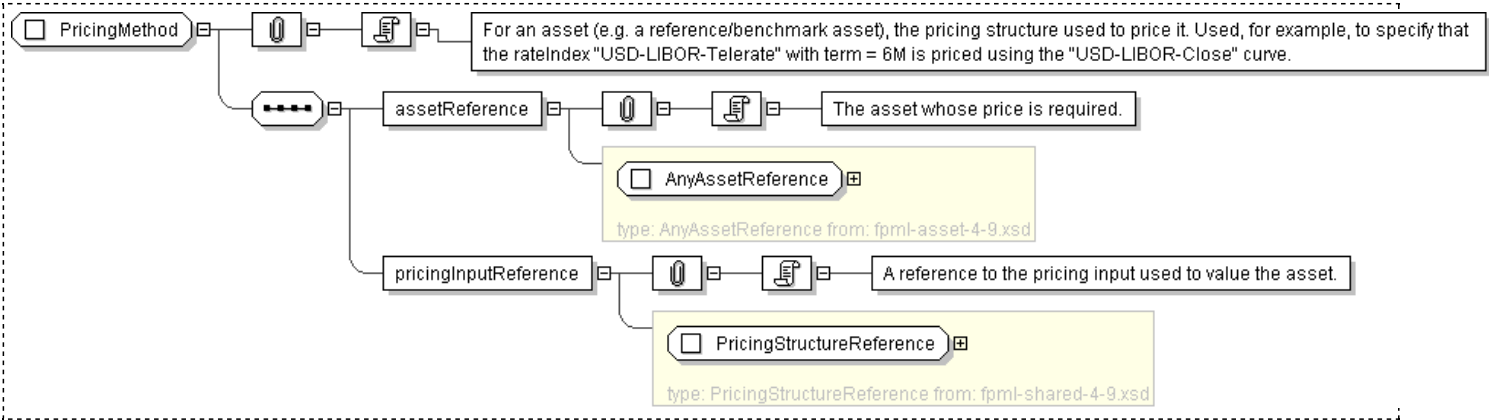 PricingMethod
For an asset (e.g. a reference/benchmark asset), the pricing structure used to price it. Used, for example, to specify that
the rateIndex "USD-LIBOR-Telerate" with term = 6M is priced using the "USD-LIBOR-Close" curve.
assetReference
The asset whose price is required.
AnyAssetReference
type: AnyAssetReference from: fpml-asset-4-9.xsd
pricingInputReference
A reference to the pricing input used to value the asset.
PricingStructureReference
type: PricingStructureReference from: fpml-shared-4-9.xsd